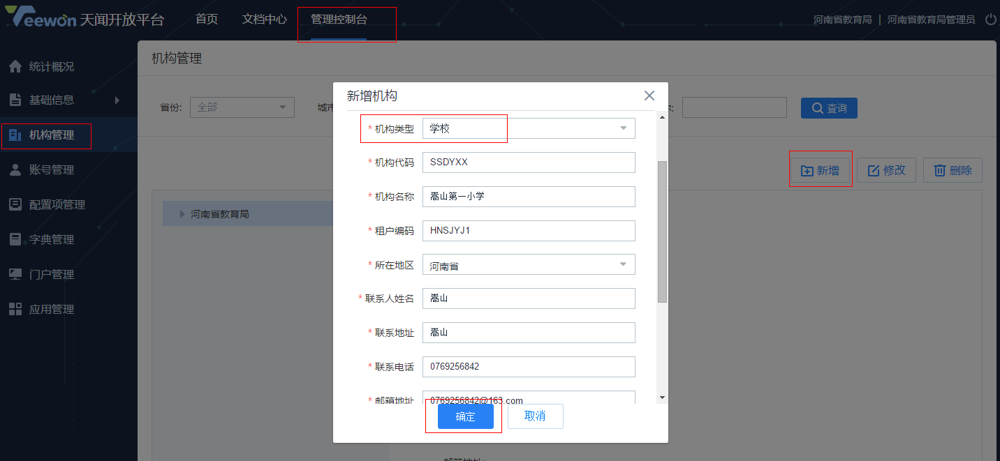 Yeewon 天闻开放平台 首页 文档中心 管理控制台 河南省教育局 | 河南省教育局管理员
统计概况
基础信息
机构管理
账号管理
配置项管理
字典管理
门户管理
应用管理
机构管理
省份: 全部 城市 查询
新增 修改 删除
河南省教育局
新增机构
* 机构类型 学校
* 机构代码 SSDYXX
* 机构名称 嵩山第一小学
* 租户编码 HNSJYJ1
* 所在地区 河南省
* 联系人姓名 嵩山
* 联系地址 嵩山
* 联系电话 0769256842
* 邮箱地址 0769256842@163.com
确定 取消